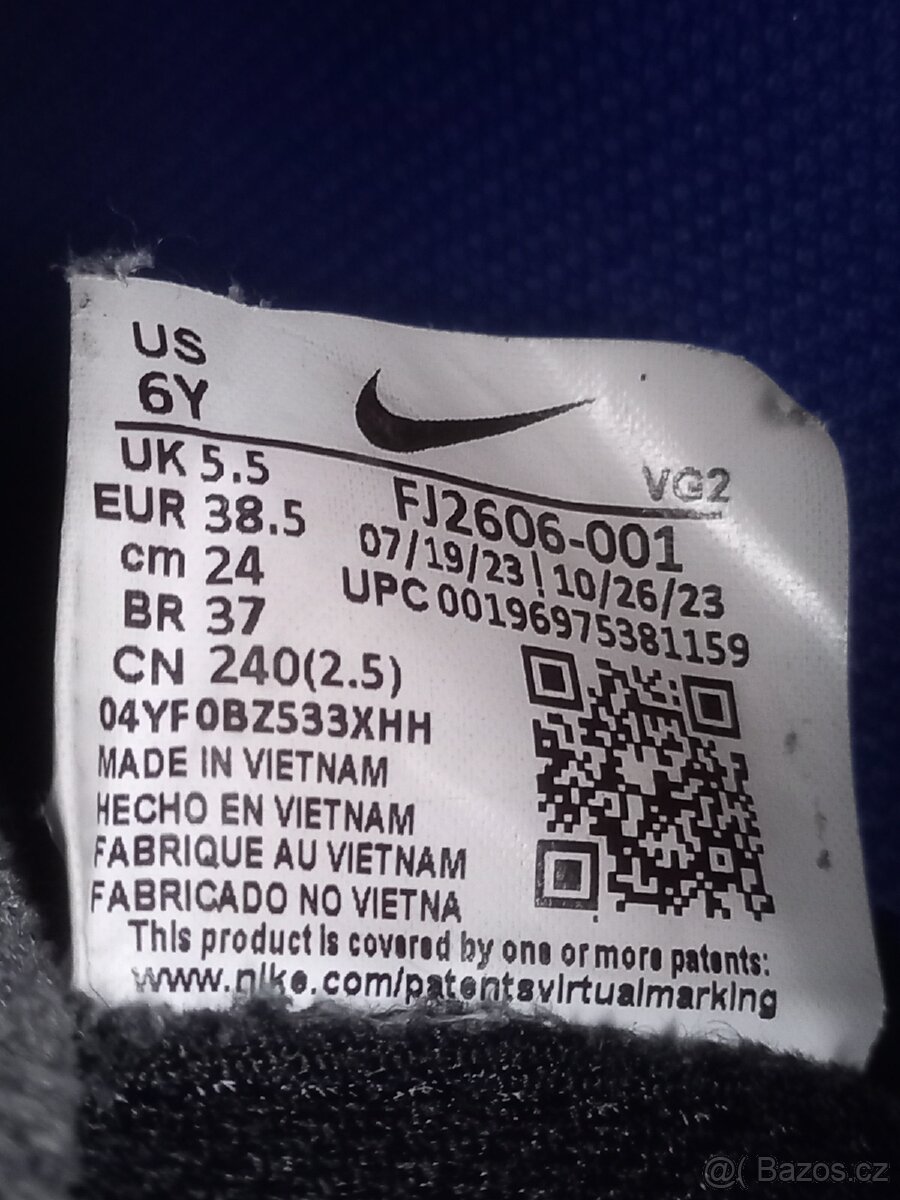 US
6Y
VG2
UK 5.5
EUR 38.5
cm 24
BR 37
CN 240(2.5)
FJ2606-001
07/19/23 | 10/26/23
UPC 00196975381159
04YF0BZ533XHH
MADE IN VIETNAM
HECHO EN VIETNAM
FABRIQUE AU VIETNAM
FABRICADO NO VIETNA
This product is covered by one or more patents:
www.nike.com/patentsvirtualmarking
@( Bazos.cz